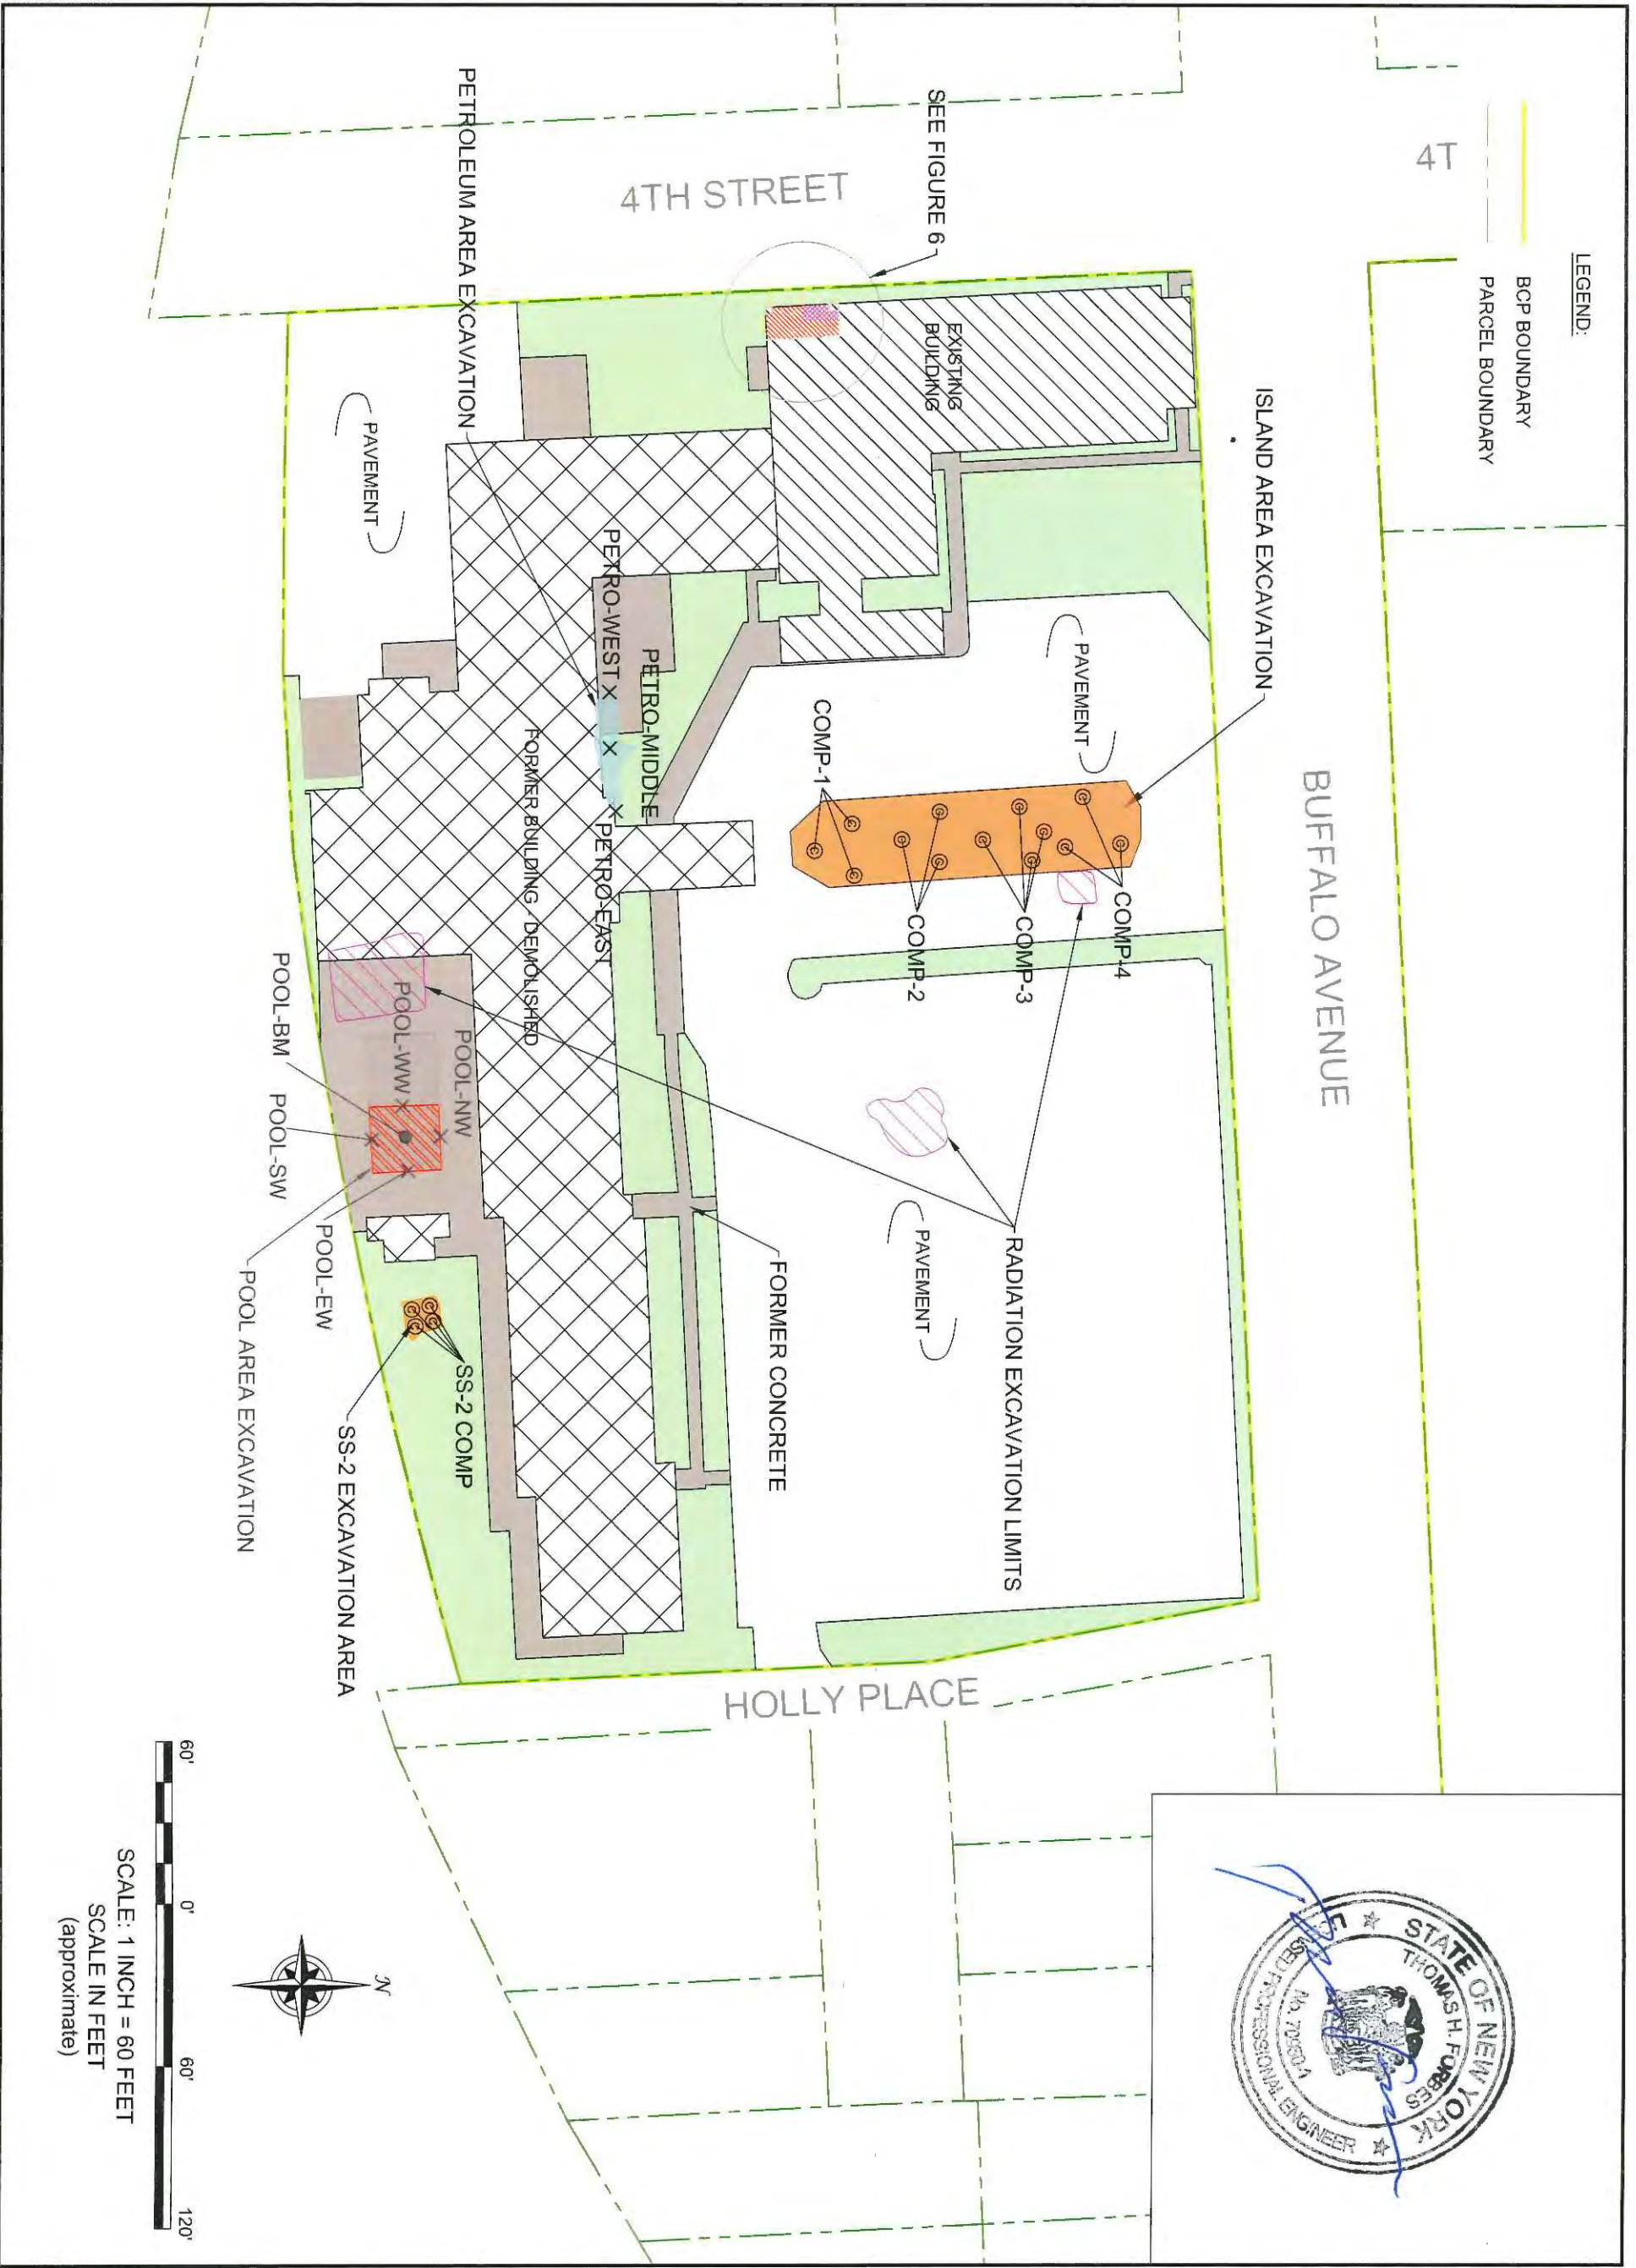 LEGEND:
BCP BOUNDARY
PARCEL BOUNDARY
4T
BUFFALO AVENUE
4TH STREET
HOLLY PLACE
SEE FIGURE 6
PETROLEUM AREA EXCAVATION
ISLAND AREA EXCAVATION
EXISTING
BUILDING
PAVEMENT
PAVEMENT
PAVEMENT
COMP-1
COMP-2
COMP-3
COMP-4
PETRO-WEST
PETRO-MIDDLE
PETRO-EAST
FORMER BUILDING - DEMOLISHED
RADIATION EXCAVATION LIMITS
FORMER CONCRETE
POOL-NW
POOL-WW
POOL-BM
POOL-SW
POOL-EW
POOL AREA EXCAVATION
SS-2 COMP
SS-2 EXCAVATION AREA
STATE OF NEW YORK
THOMAS H. FORBES
PROFESSIONAL ENGINEER
N
60'
0'
60'
120'
SCALE: 1 INCH = 60 FEET
SCALE IN FEET
(approximate)